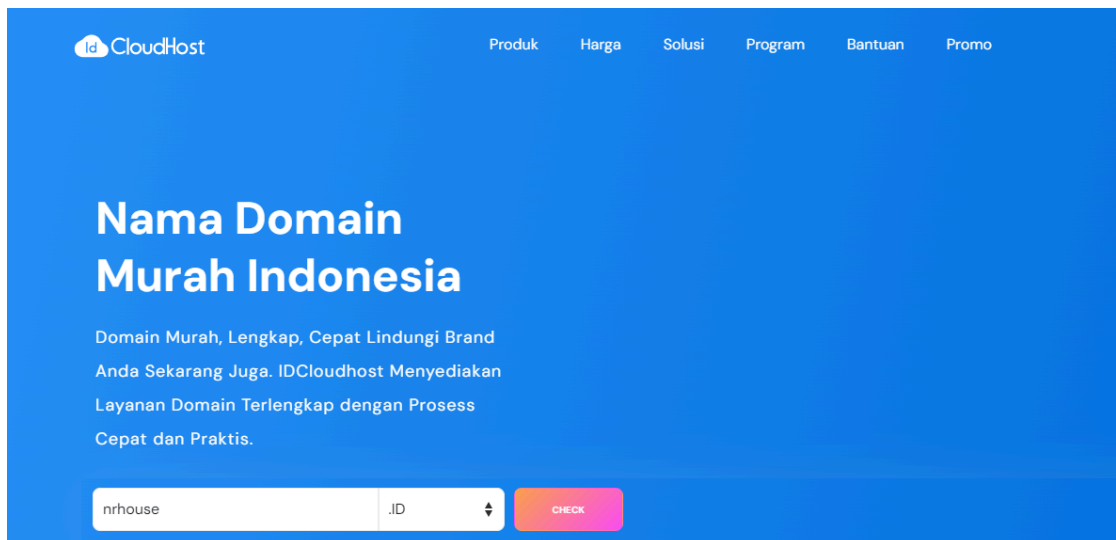 Id CloudHost
Produk Harga Solusi Program Bantuan Promo
Nama Domain
Murah Indonesia
Domain Murah, Lengkap, Cepat Lindungi Brand
Anda Sekarang Juga. IDCloudhost Menyediakan
Layanan Domain Terlengkap dengan Prosess
Cepat dan Praktis.
nrhouse .ID CHECK